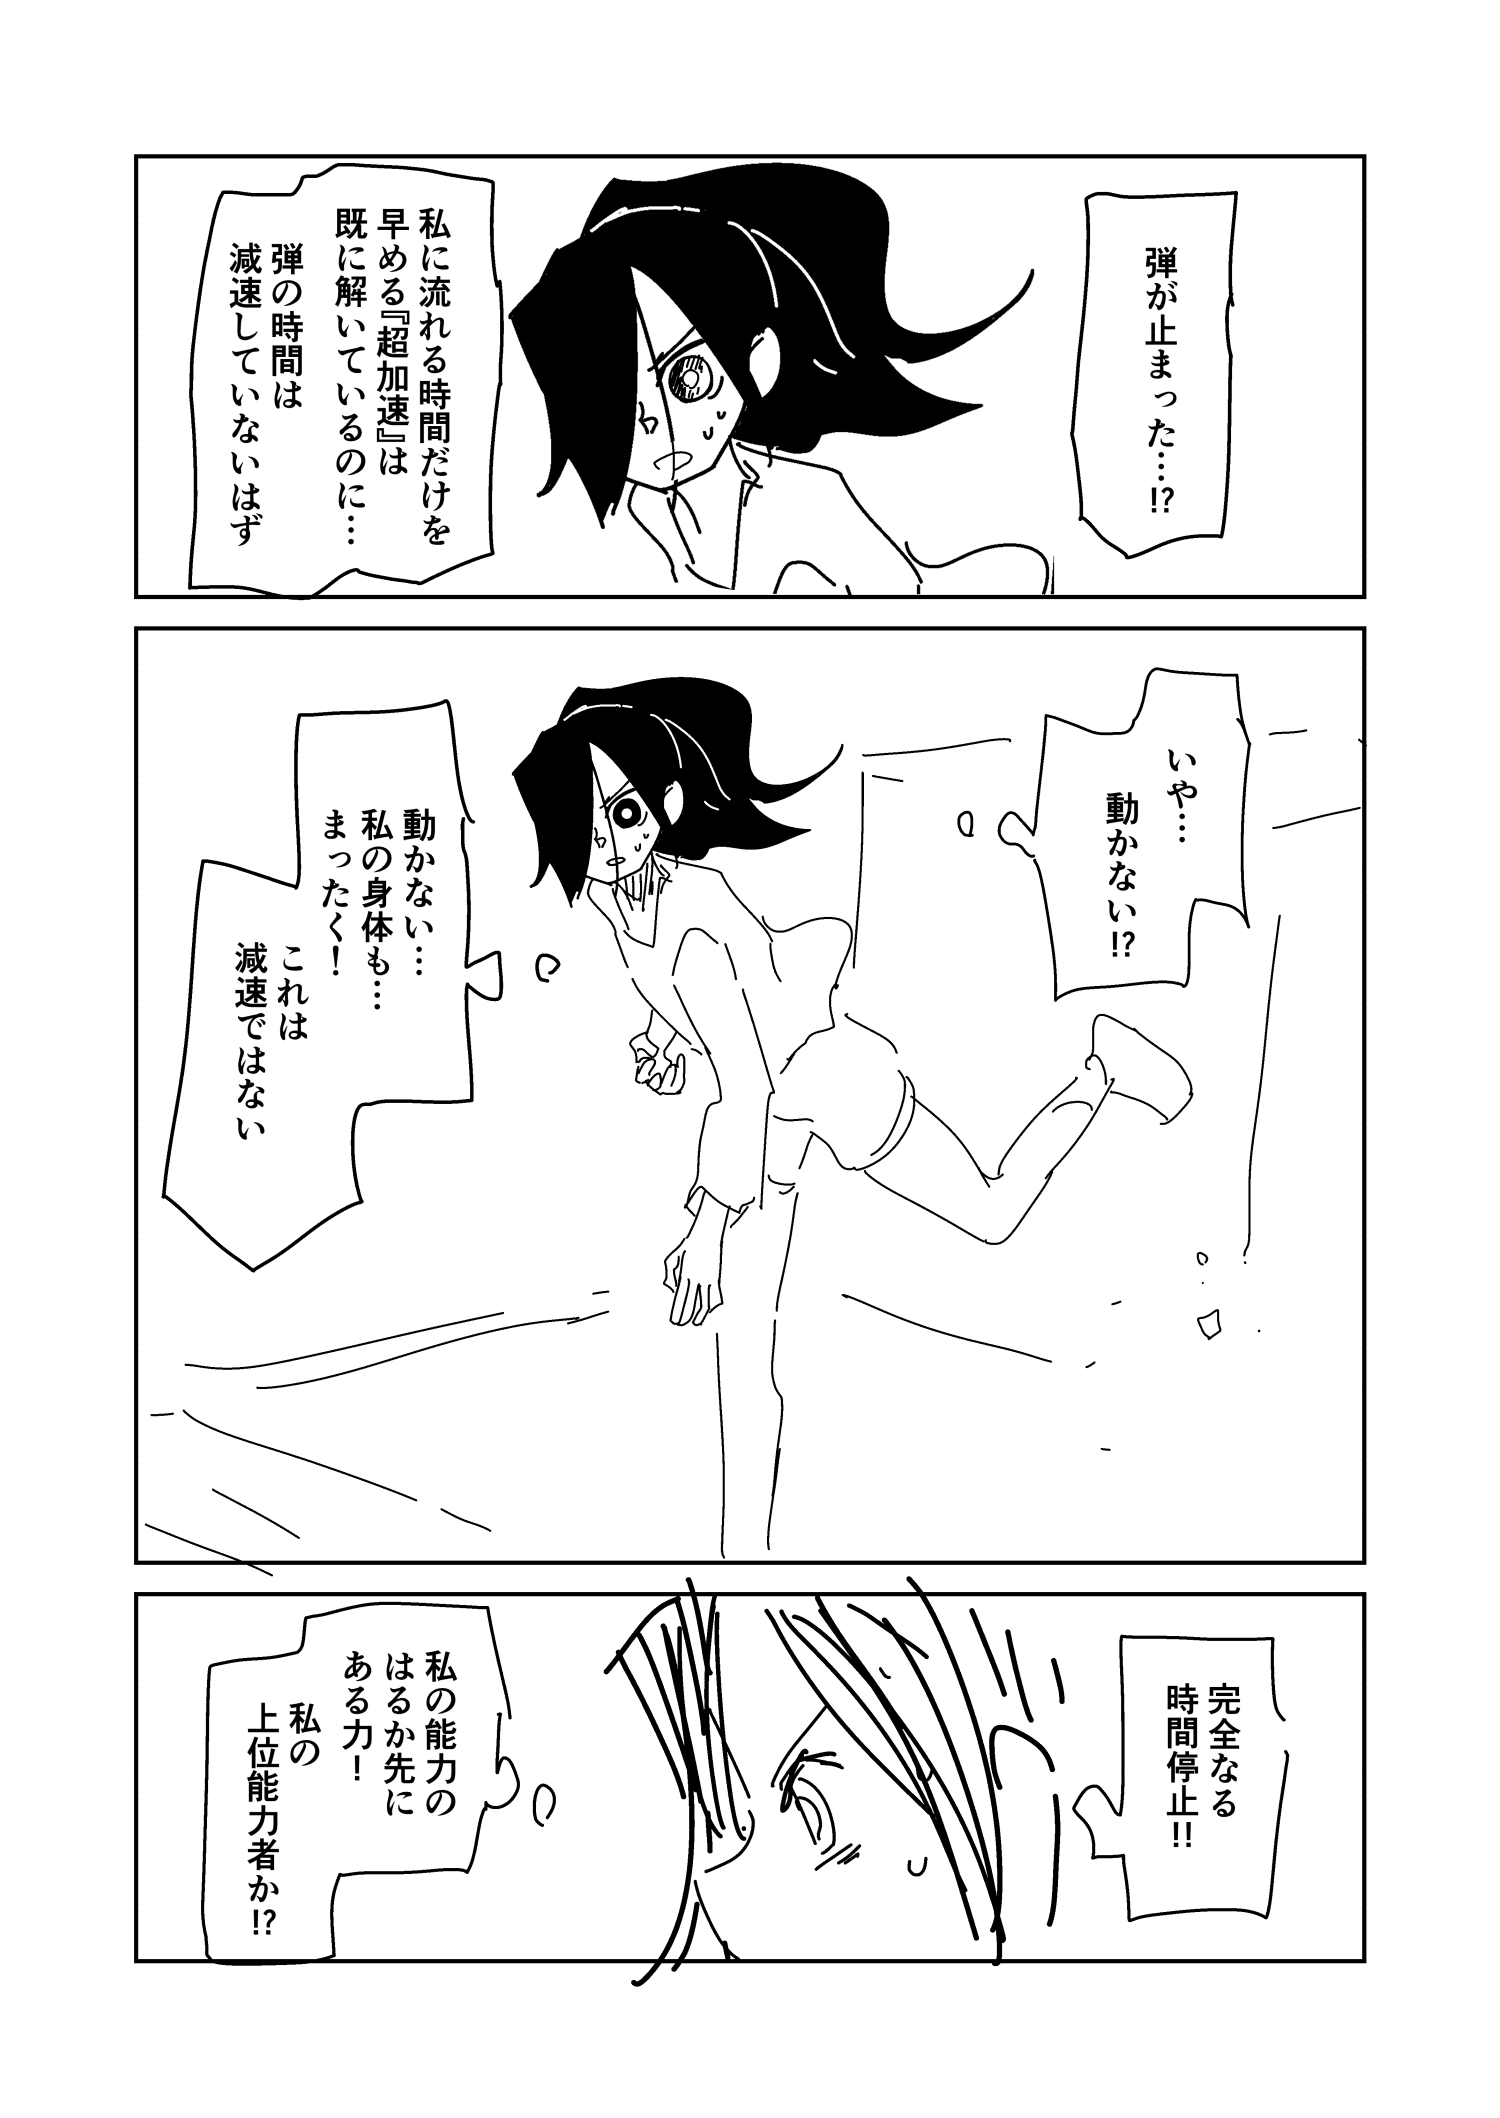 弾が止まった…!?
私に流れる時間だけを
早める『超加速』は
既に解いているのに…
弾の時間は
減速していないはず
いや…
動かない!?
動かない…
私の身体も…
まったく！
これは
減速ではない
完全なる
時間停止!!
私の能力の
はるか先に
ある力！
私の
上位能力者か!?